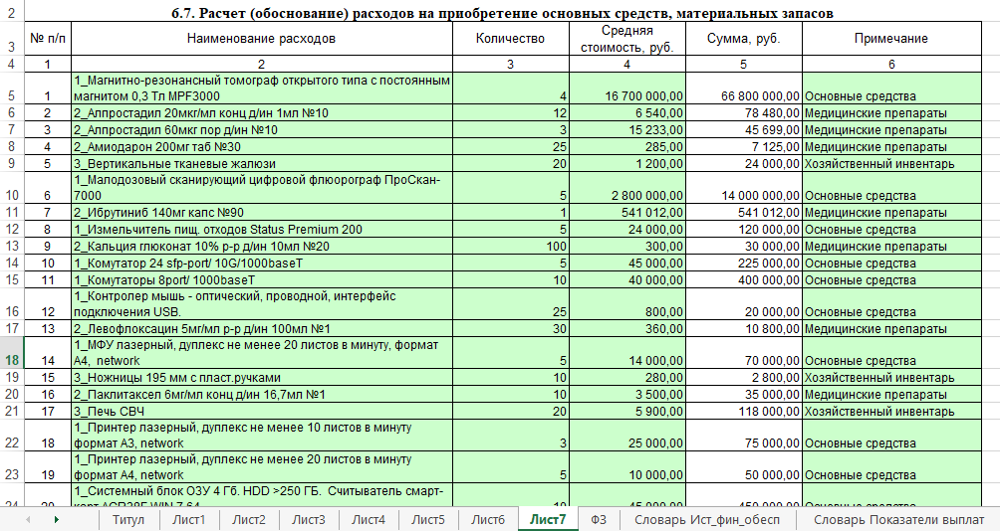 2 6.7. Расчет (обоснование) расходов на приобретение основных средств, материальных запасов
3 № п/п Наименование расходов Количество Средняя стоимость, руб. Сумма, руб. Примечание
4 1 2 3 4 5 6
1_Магнитно-резонансный томограф открытого типа с постоянным
5 1 магнитом 0,3 Тл MPF3000 4 16 700 000,00 66 800 000,00 Основные средства
6 2 2_Алпростадил 20мкг/мл конц д/ин 1мл №10 12 6 540,00 78 480,00 Медицинские препараты
7 3 2_Алпростадил 60мкг пор д/ин №10 3 15 233,00 45 699,00 Медицинские препараты
8 4 2_Амиодарон 200мг таб №30 25 285,00 7 125,00 Медицинские препараты
9 5 3_Вертикальные тканевые жалюзи 20 1 200,00 24 000,00 Хозяйственный инвентарь
1_Малодозовый сканирующий цифровой флюорограф ПроСкан-
10 6 7000 5 2 800 000,00 14 000 000,00 Основные средства
11 7 2_Ибрутиниб 140мг капс №90 1 541 012,00 541 012,00 Медицинские препараты
12 8 1_Измельчитель пищ. отходов Status Premium 200 5 24 000,00 120 000,00 Основные средства
13 9 2_Кальция глюконат 10% р-р д/ин 10мл №20 100 300,00 30 000,00 Медицинские препараты
14 10 1_Комутатор 24 sfp-port/ 10G/1000baseT 5 45 000,00 225 000,00 Основные средства
15 11 1_Комутаторы 8port/ 1000baseT 10 40 000,00 400 000,00 Основные средства
1_Контролер мышь - оптический, проводной, интерфейс
16 12 подключения USB. 25 800,00 20 000,00 Основные средства
17 13 2_Левофлоксацин 5мг/мл р-р д/ин 100мл №1 30 360,00 10 800,00 Медицинские препараты
1_МФУ лазерный, дуплекс не менее 20 листов в минуту, формат
18 14 А4, network 5 14 000,00 70 000,00 Основные средства
19 15 3_Ножницы 195 мм с пласт.ручками 10 280,00 2 800,00 Хозяйственный инвентарь
20 16 2_Паклитаксел 6мг/мл конц д/ин 16,7мл №1 10 3 500,00 35 000,00 Медицинские препараты
21 17 3_Печь СВЧ 20 5 900,00 118 000,00 Хозяйственный инвентарь
1_Принтер лазерный, дуплекс не менее 10 листов в минуту
22 18 формат А3, network 3 25 000,00 75 000,00 Основные средства
1_Принтер лазерный, дуплекс не менее 20 листов в минуту
23 19 формат А4, network 5 10 000,00 50 000,00 Основные средства
1_Системный блок ОЗУ 4 Гб. HDD >250 ГБ. Считыватель смарт-
Титул Лист1 Лист2 Лист3 Лист4 Лист5 Лист6 Лист7 ФЗ Словарь Ист_фин_обесп Словарь Показатели выплат